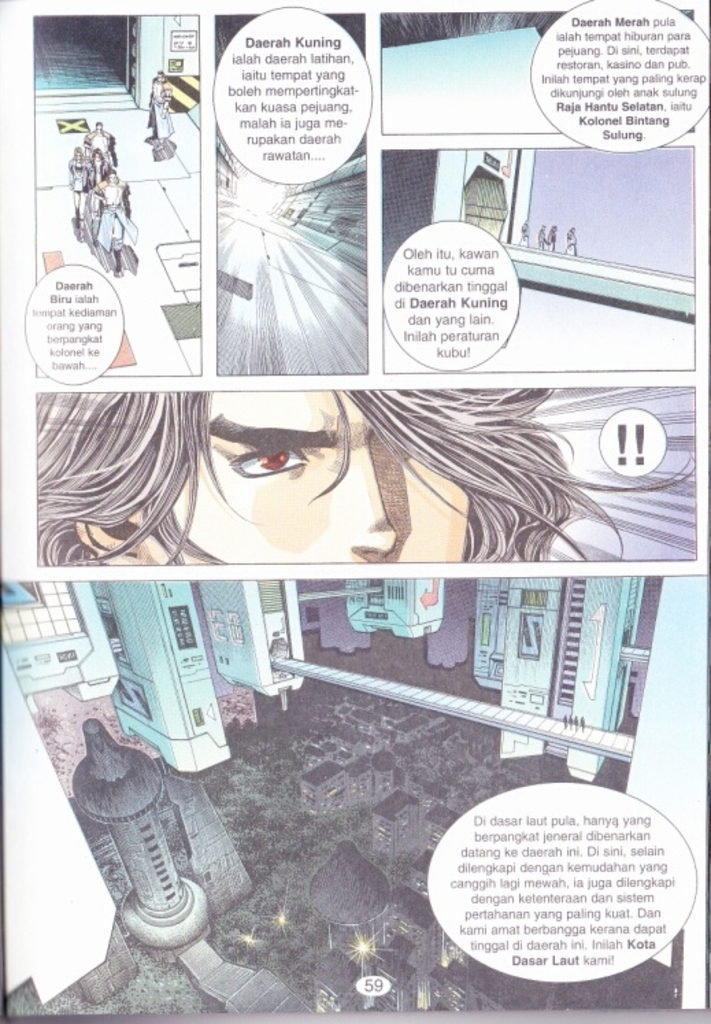 Daerah
Biru ialah
tempat kediaman
orang yang
berpangkat
kolonel ke
bawah....
Daerah Kuning
ialah daerah latihan,
iaitu tempat yang
boleh mempertingkat-
kan kuasa pejuang,
malah ia juga me-
rupakan daerah
rawatan....
Daerah Merah pula
ialah tempat hiburan para
pejuang. Di sini, terdapat
restoran, kasino dan pub.
Inilah tempat yang paling kerap
dikunjungi oleh anak sulung
Raja Hantu Selatan, iaitu
Kolonel Bintang
Sulung.
Oleh itu, kawan
kamu tu cuma
dibenarkan tinggal
di Daerah Kuning
dan yang lain.
Inilah peraturan
kubu!
!!
Di dasar laut pula, hanya yang
berpangkat jeneral dibenarkan
datang ke daerah ini. Di sini, selain
dilengkapi dengan kemudahan yang
canggih lagi mewah, ia juga dilengkapi
dengan ketenteraan dan sistem
pertahanan yang paling kuat. Dan
kami amat berbangga kerana dapat
tinggal di daerah ini. Inilah Kota
Dasar Laut kami!
59